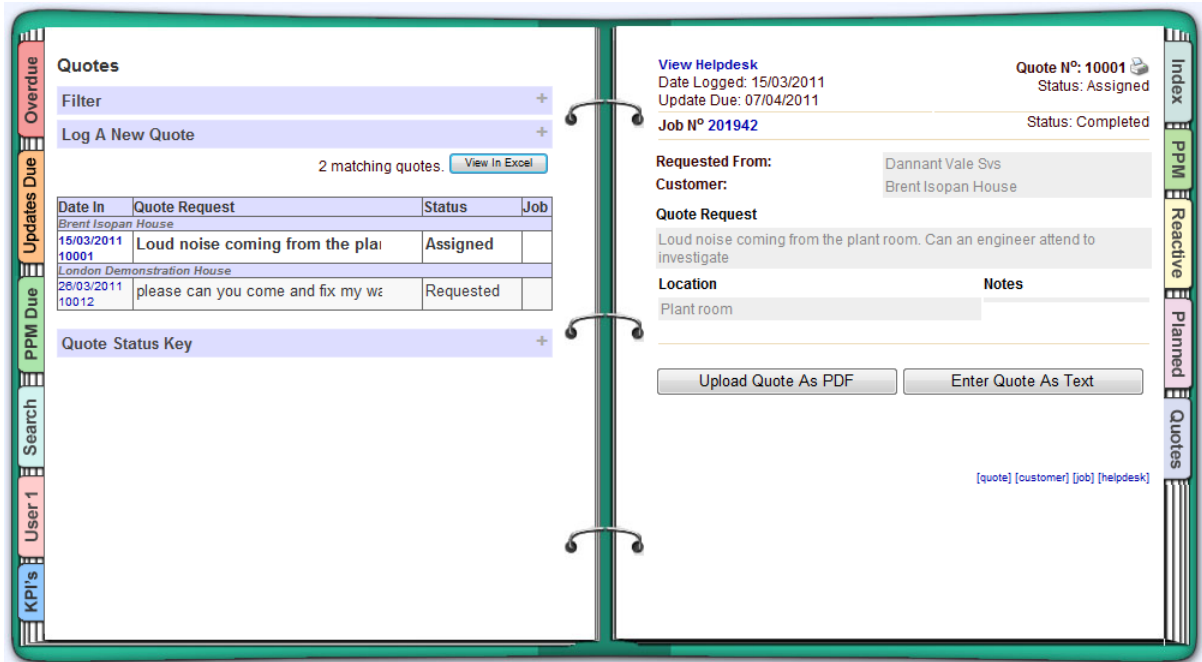 Overdue
Updates Due
PPM Due
Search
User 1
KPI's
Quotes
Filter +
Log A New Quote +
2 matching quotes. View In Excel
Date In Quote Request Status Job
Brent Isopan House
15/03/2011 10001 Loud noise coming from the plar Assigned
London Demonstration House
26/03/2011 10012 please can you come and fix my wa Requested
Quote Status Key +
View Helpdesk
Date Logged: 15/03/2011
Update Due: 07/04/2011
Quote Nº: 10001
Status: Assigned
Job Nº 201942
Status: Completed
Requested From: Dannant Vale Svs
Customer: Brent Isopan House
Quote Request
Loud noise coming from the plant room. Can an engineer attend to
investigate
Location Notes
Plant room
Upload Quote As PDF Enter Quote As Text
[quote] [customer] [job] [helpdesk]
Index
PPM
Reactive
Planned
Quotes